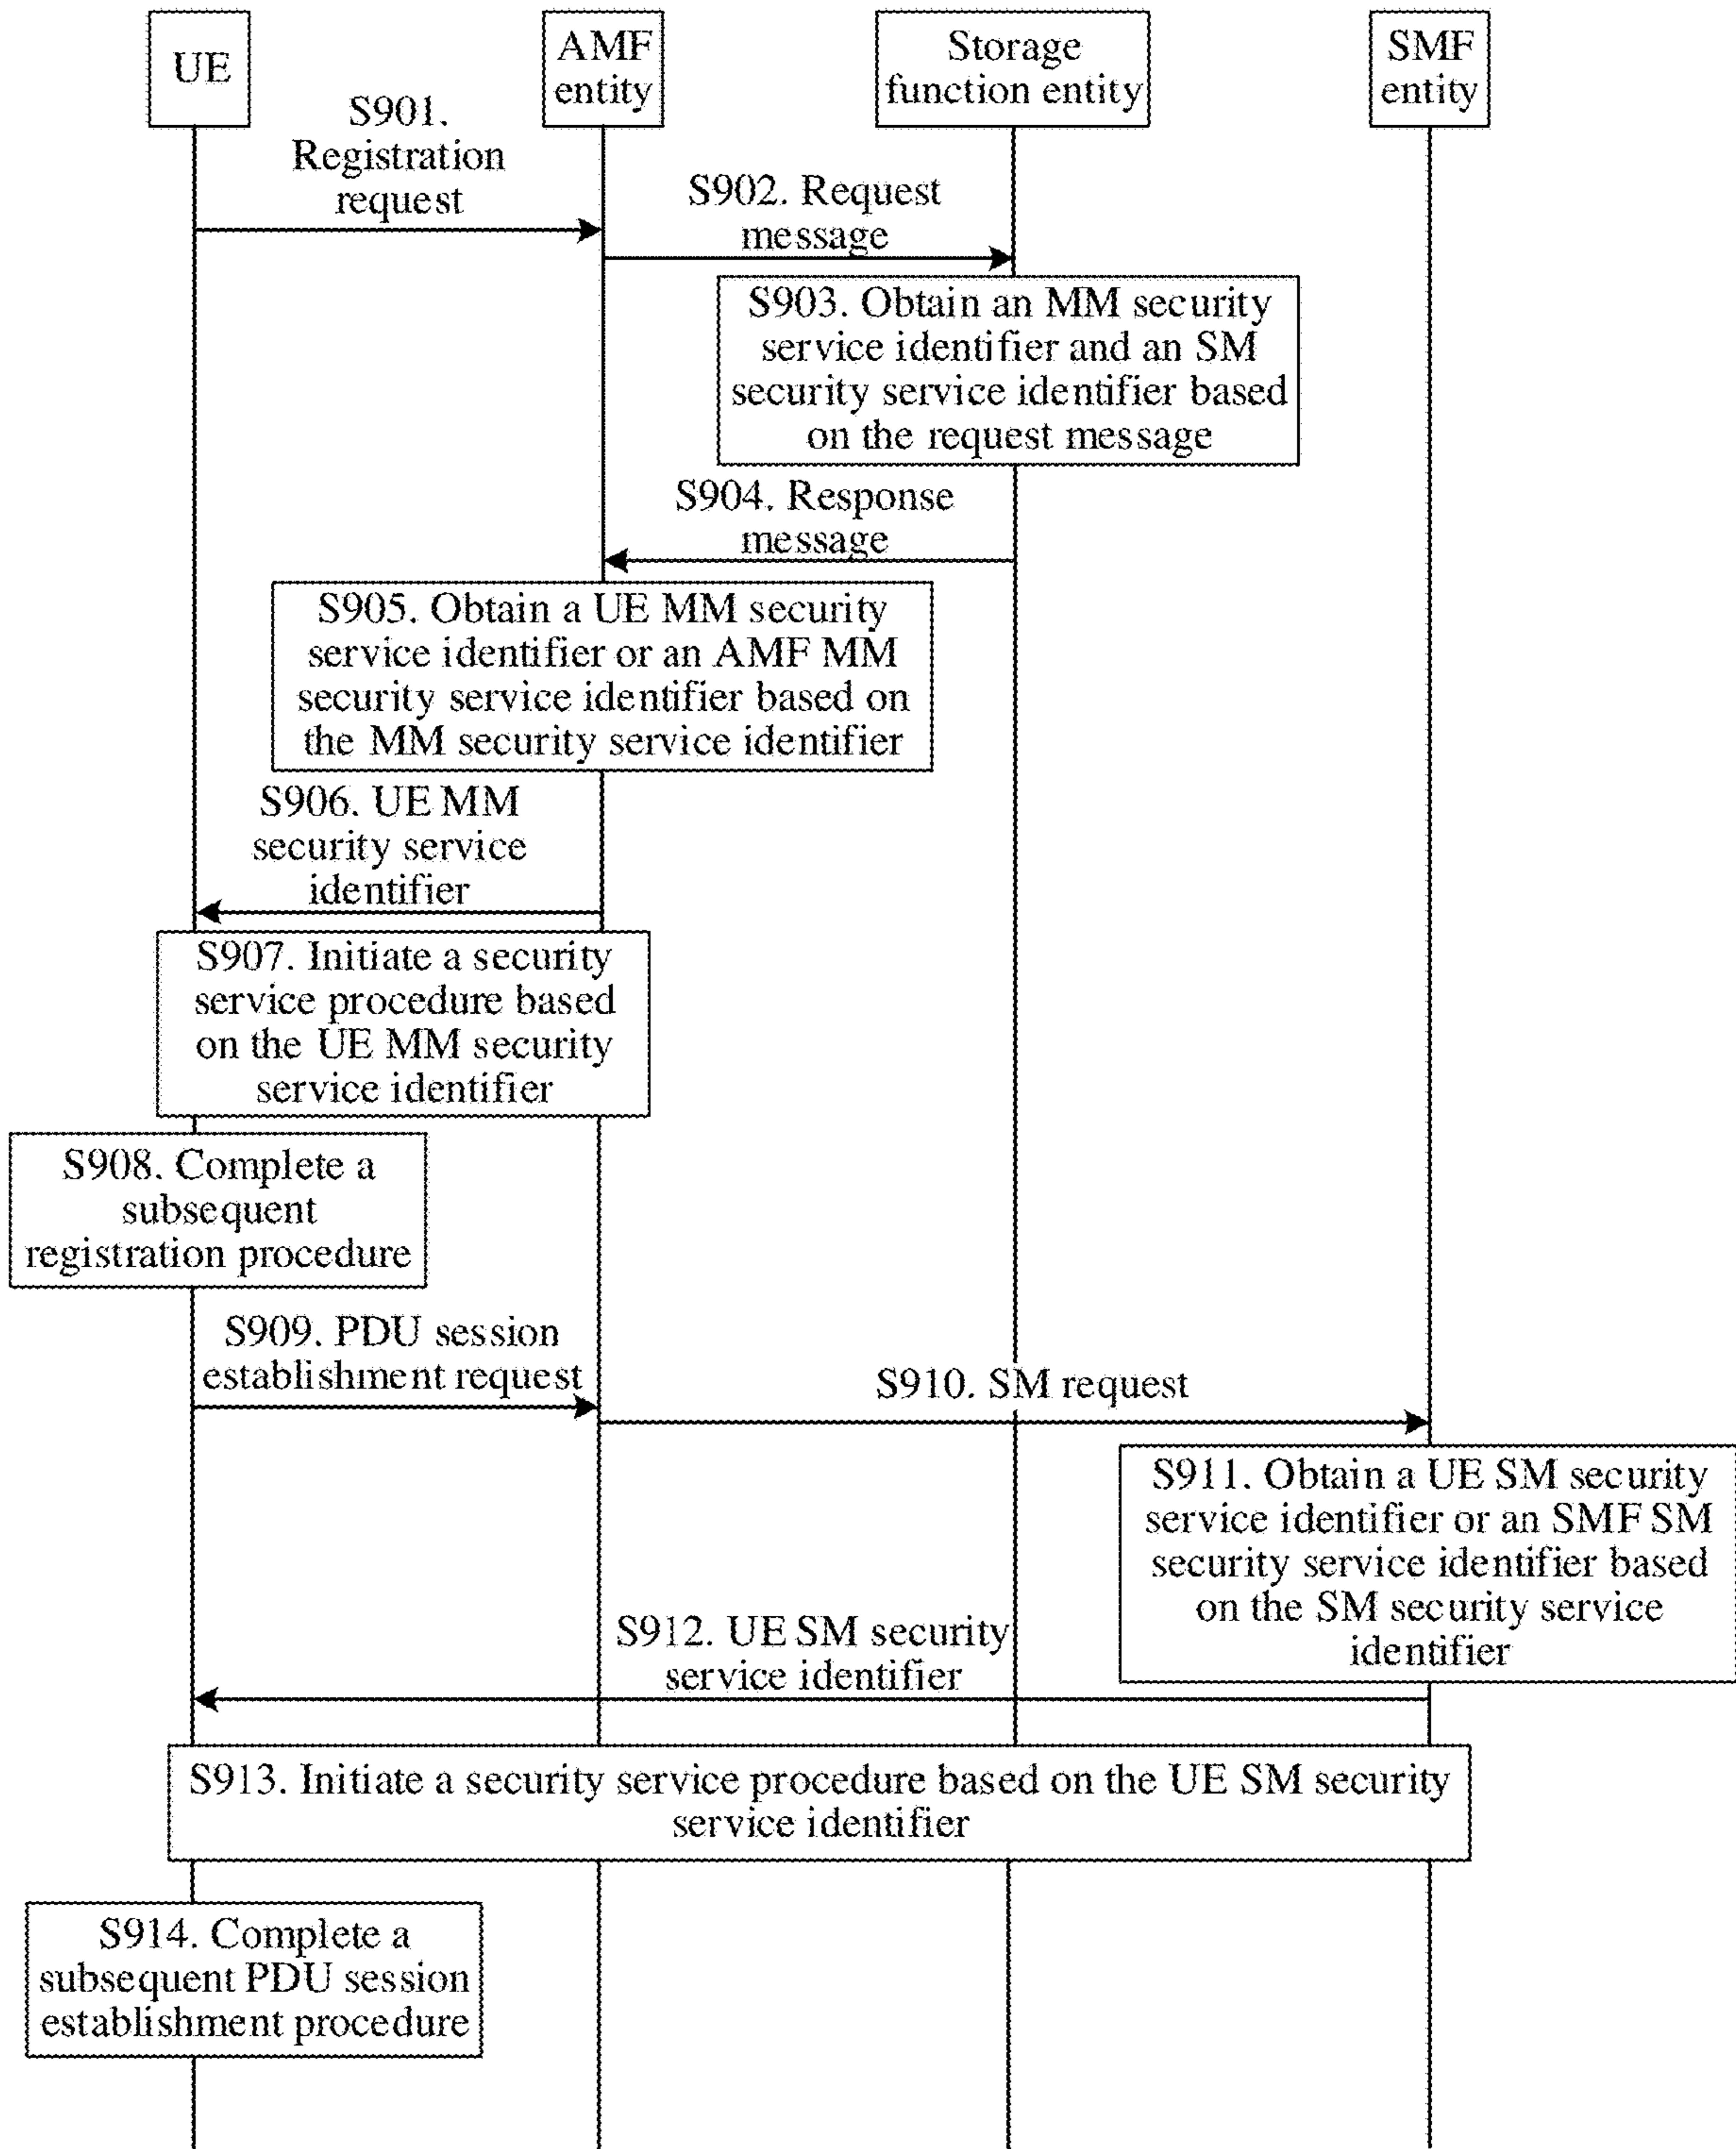 UE
AMF
entity
Storage
function entity
SMF
entity
S901.
Registration
request
S902. Request
message
S903. Obtain an MM security
service identifier and an SM
security service identifier based
on the request message
S904. Response
message
S905. Obtain a UE MM security
service identifier or an AMF MM
security service identifier based on
the MM security service identifier
S906. UE MM
security service
identifier
S907. Initiate a security
service procedure based
on the UE MM security
service identifier
S908. Complete a
subsequent
registration procedure
S909. PDU session
establishment request
S910. SM request
S911. Obtain a UE SM security
service identifier or an SMF SM
security service identifier based
on the SM security service
identifier
S912. UE SM security
service identifier
S913. Initiate a security service procedure based on the UE SM security
service identifier
S914. Complete a
subsequent PDU session
establishment procedure